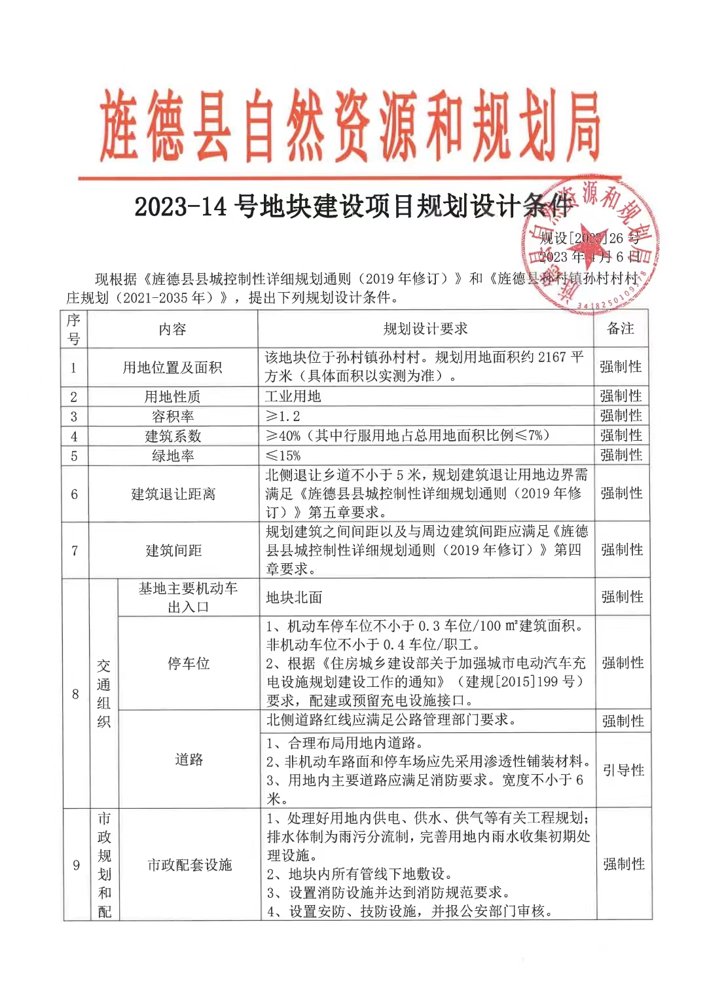 旌德县自然资源和规划局
2023-14 号地块建设项目规划设计条件
规设[2023]26 号
2023 年 4 月 6 日
现根据《旌德县县城控制性详细规划通则（2019 年修订）》和《旌德县孙村镇孙村村村
庄规划（2021-2035 年）》，提出下列规划设计条件。
序
号
内容
规划设计要求
备注
1
用地位置及面积
该地块位于孙村镇孙村村。规划用地面积约 2167 平
方米（具体面积以实测为准）。
强制性
2
用地性质
工业用地
强制性
3
容积率
≥1.2
强制性
4
建筑系数
≥40%（其中行服用地占总用地面积比例≤7%）
强制性
5
绿地率
≤15%
强制性
6
建筑退让距离
北侧退让乡道不小于 5 米，规划建筑退让用地边界需
满足《旌德县县城控制性详细规划通则（2019 年修
订）》第五章要求。
强制性
7
建筑间距
规划建筑之间间距以及与周边建筑间距应满足《旌德
县县城控制性详细规划通则（2019 年修订）》第四
章要求。
强制性
8
交
通
组
织
基地主要机动车
出入口
地块北面
强制性
停车位
1、机动车停车位不小于 0.3 车位/100 ㎡建筑面积。
非机动车位不小于 0.4 车位/职工。
2、根据《住房城乡建设部关于加强城市电动汽车充
电设施规划建设工作的通知》（建规[2015]199 号）
要求，配建或预留充电设施接口。
强制性
道路
北侧道路红线应满足公路管理部门要求。
强制性
1、合理布局用地内道路。
2、非机动车路面和停车场应先采用渗透性铺装材料。
3、用地内主要道路应满足消防要求。宽度不小于 6
米。
引导性
9
市
政
规
划
和
配
市政配套设施
1、处理好用地内供电、供水、供气等有关工程规划；
排水体制为雨污分流制，完善用地内雨水收集初期处
理设施。
2、地块内所有管线下地敷设。
3、设置消防设施并达到消防规范要求。
4、设置安防、技防设施，并报公安部门审核。
强制性
旌德县自然资源和规划局
3418250109378